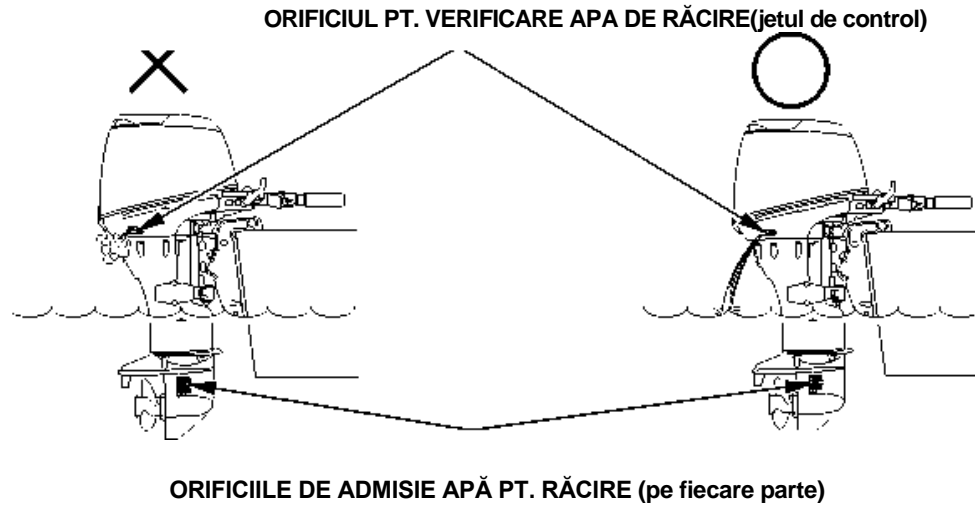 ORIFICIUL PT. VERIFICARE APA DE RĂCIRE(jetul de control)
ORIFICIILE DE ADMISIE APĂ PT. RĂCIRE (pe fiecare parte)